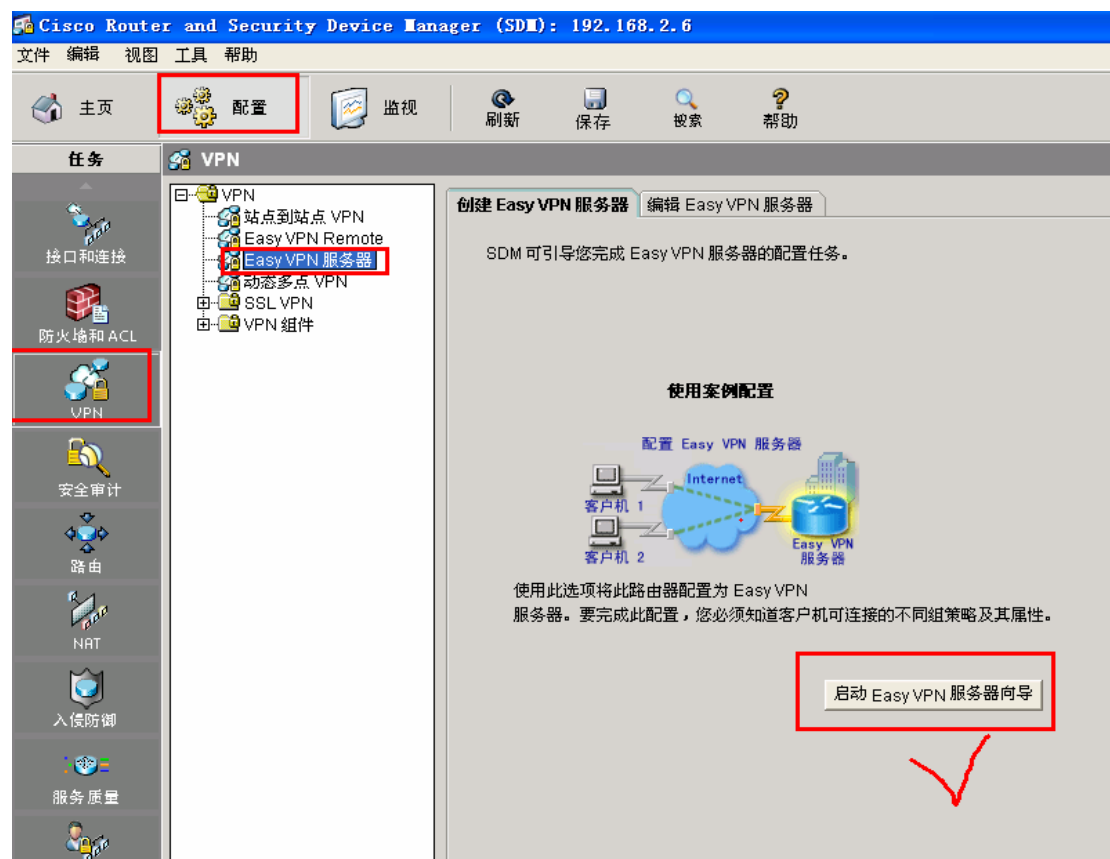 Cisco Router and Security Device Manager (SDM): 192.168.2.6
文件 编辑 视图 工具 帮助
主页 配置 监视 刷新 保存 搜索 帮助
任务
VPN
接口和连接
防火墙和 ACL
VPN
安全审计
路由
NAT
入侵防御
服务质量
VPN
站点到站点 VPN
Easy VPN Remote
Easy VPN 服务器
动态多点 VPN
SSL VPN
VPN 组件
创建 Easy VPN 服务器 编辑 Easy VPN 服务器
SDM 可引导您完成 Easy VPN 服务器的配置任务。
使用案例配置
配置 Easy VPN 服务器
Internet
客户机 1
客户机 2
Easy VPN
服务器
使用此选项将此路由器配置为 Easy VPN
服务器。要完成此配置，您必须知道客户机可连接的不同组策略及其属性。
启动 Easy VPN 服务器向导